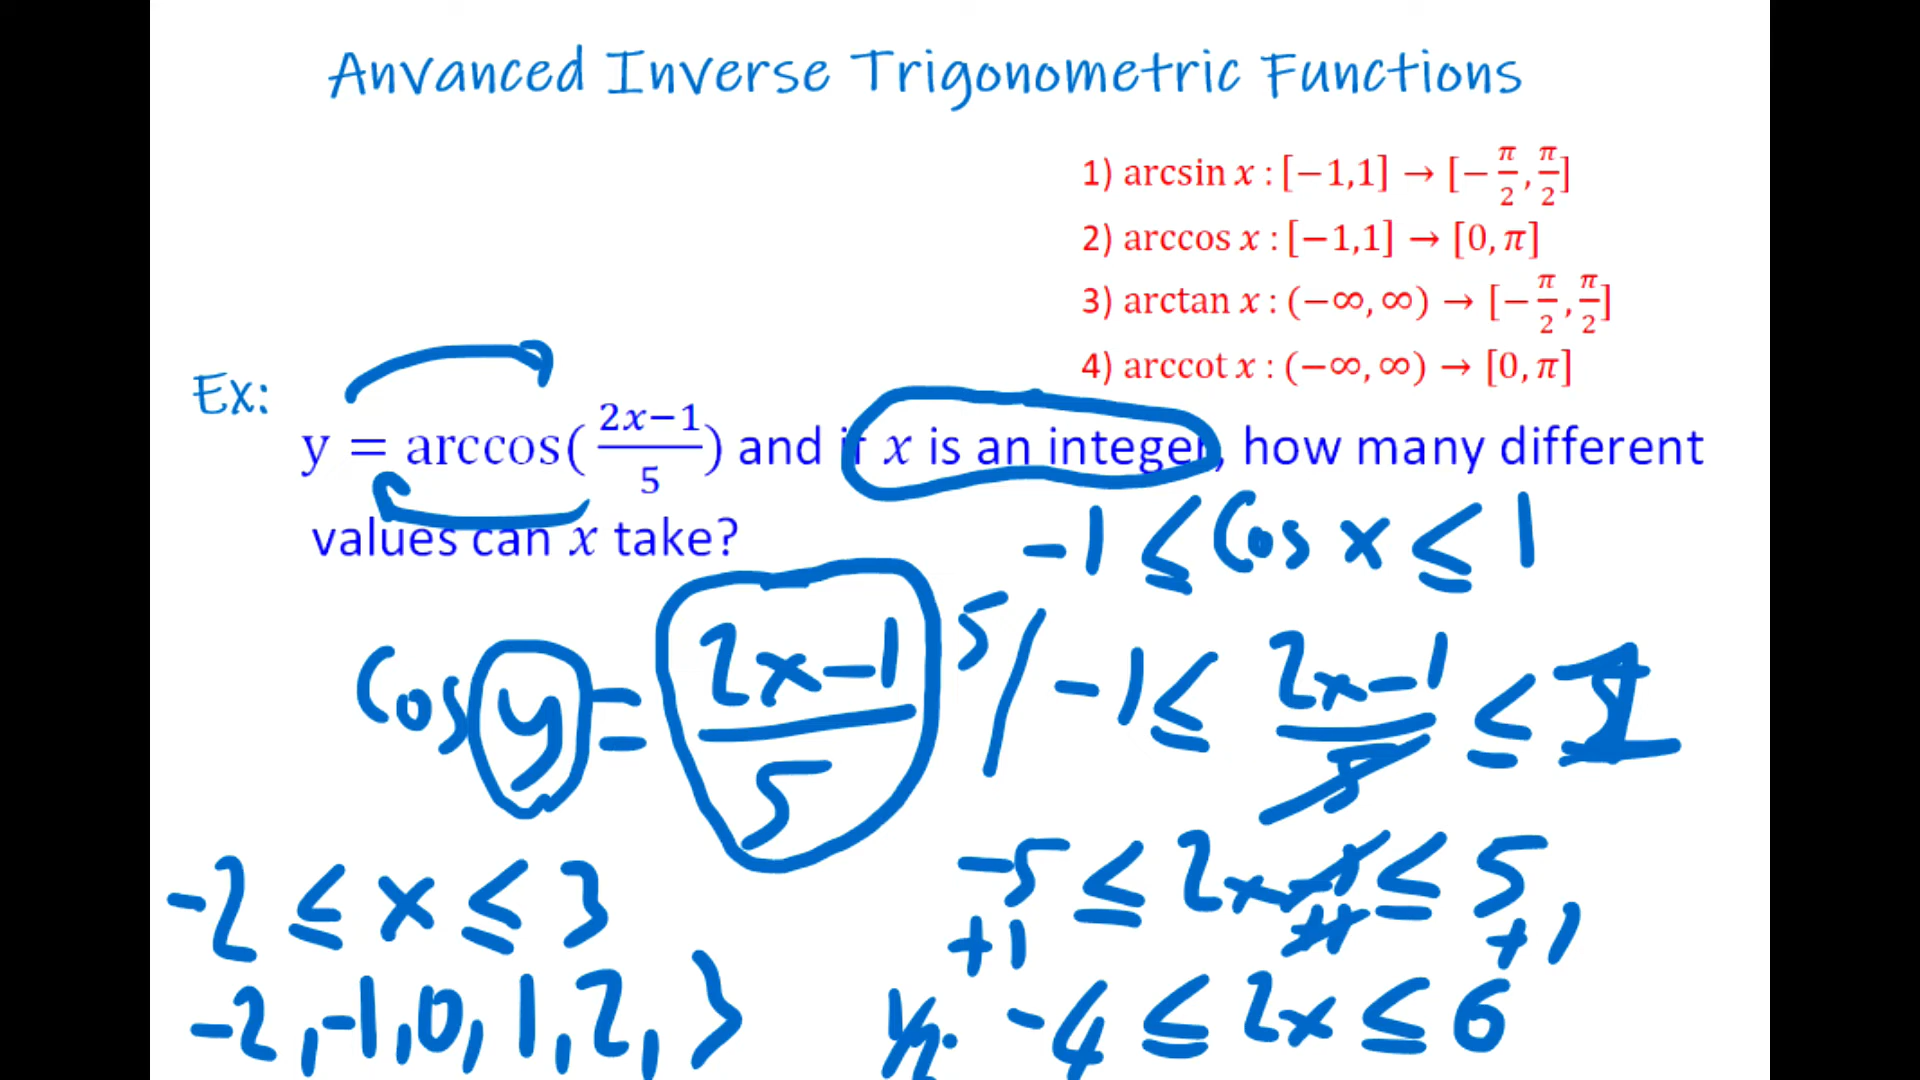 Anvanced Inverse Trigonometric Functions
1) arcsin x : [−1,1] → [−π/2, π/2]
2) arccos x : [−1,1] → [0, π]
3) arctan x : (−∞, ∞) → [−π/2, π/2]
4) arccot x : (−∞, ∞) → [0, π]
Ex:
y = arccos( (2x−1)/5 ) and if x is an integer, how many different
values can x take?
-1 ≤ Cos x ≤ 1
Cos y = (2x-1)/5
5/ -1 ≤ (2x-1)/5 ≤ 1
-5 ≤ 2x-1 ≤ 5
+1 +1 +1
1/2. -4 ≤ 2x ≤ 6
-2 ≤ x ≤ 3
-2, -1, 0, 1, 2, 3